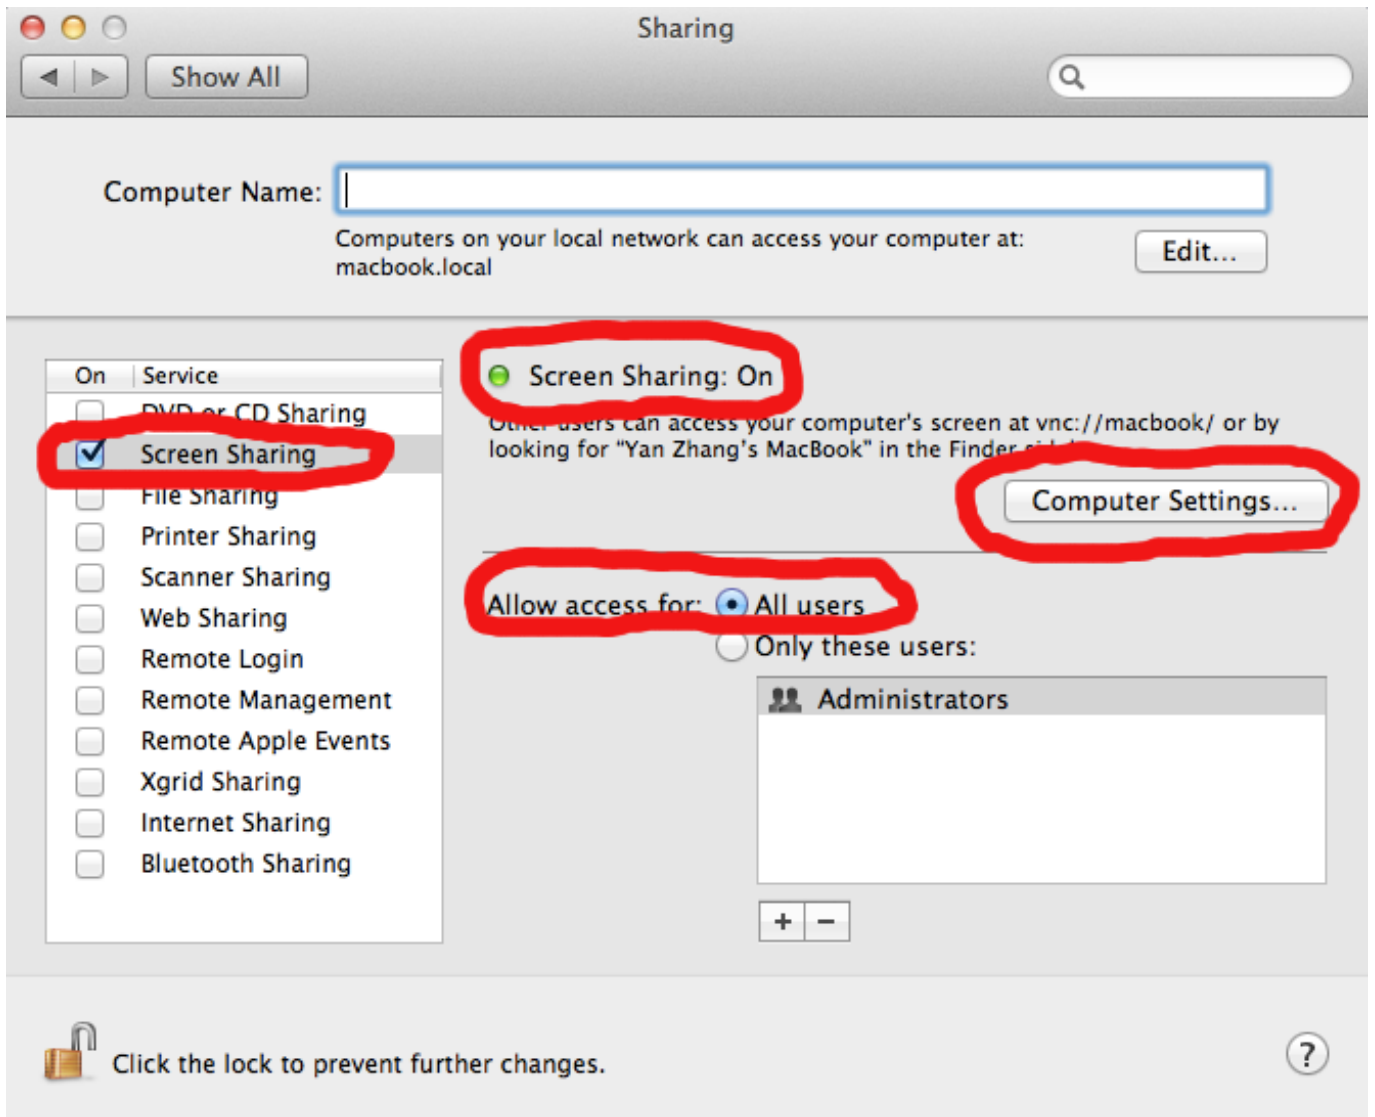 Sharing
Show All
Computer Name:
Computers on your local network can access your computer at:
macbook.local
Edit...
On Service
DVD or CD Sharing
Screen Sharing
File Sharing
Printer Sharing
Scanner Sharing
Web Sharing
Remote Login
Remote Management
Remote Apple Events
Xgrid Sharing
Internet Sharing
Bluetooth Sharing
Screen Sharing: On
Other users can access your computer's screen at vnc://macbook/ or by
looking for “Yan Zhang's MacBook” in the Finder
Computer Settings...
Allow access for: All users
Only these users:
Administrators
+ −
Click the lock to prevent further changes.
?